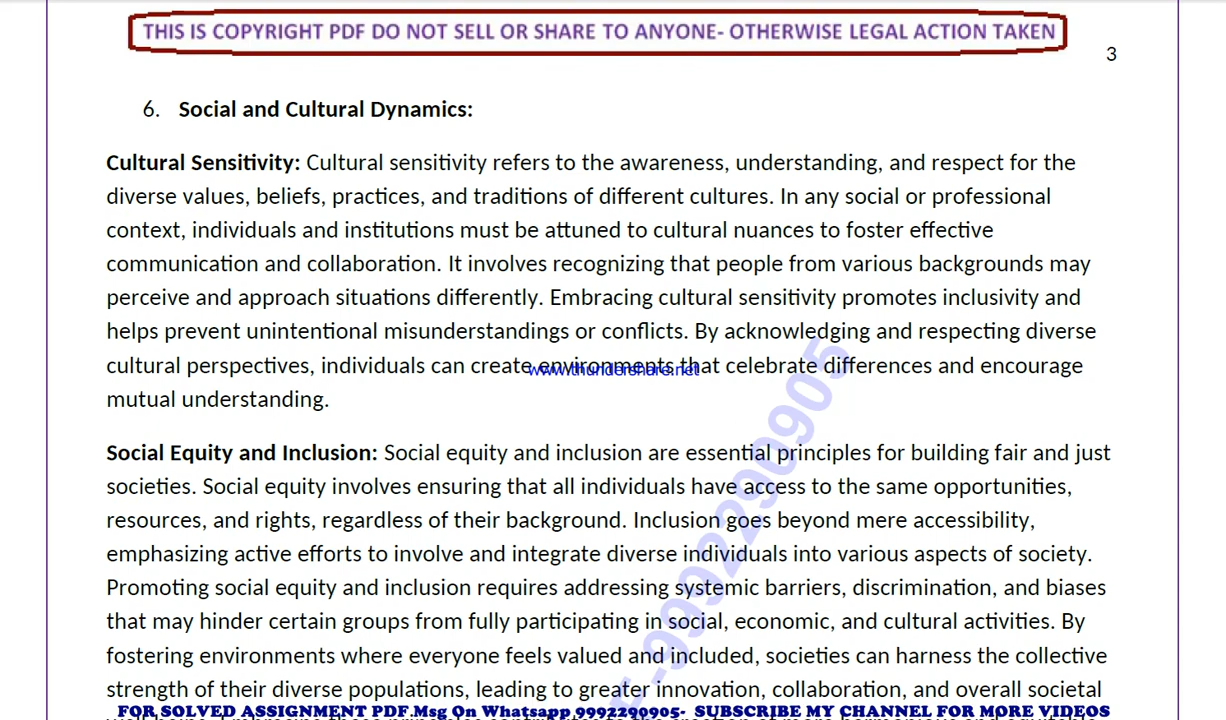 THIS IS COPYRIGHT PDF DO NOT SELL OR SHARE TO ANYONE- OTHERWISE LEGAL ACTION TAKEN
3
6. Social and Cultural Dynamics:
Cultural Sensitivity: Cultural sensitivity refers to the awareness, understanding, and respect for the
diverse values, beliefs, practices, and traditions of different cultures. In any social or professional
context, individuals and institutions must be attuned to cultural nuances to foster effective
communication and collaboration. It involves recognizing that people from various backgrounds may
perceive and approach situations differently. Embracing cultural sensitivity promotes inclusivity and
helps prevent unintentional misunderstandings or conflicts. By acknowledging and respecting diverse
cultural perspectives, individuals can create environments that celebrate differences and encourage
www.thundershare.net
mutual understanding.
Social Equity and Inclusion: Social equity and inclusion are essential principles for building fair and just
societies. Social equity involves ensuring that all individuals have access to the same opportunities,
resources, and rights, regardless of their background. Inclusion goes beyond mere accessibility,
emphasizing active efforts to involve and integrate diverse individuals into various aspects of society.
Promoting social equity and inclusion requires addressing systemic barriers, discrimination, and biases
that may hinder certain groups from fully participating in social, economic, and cultural activities. By
fostering environments where everyone feels valued and included, societies can harness the collective
strength of their diverse populations, leading to greater innovation, collaboration, and overall societal
-9992290905
FOR SOLVED ASSIGNMENT PDF.Msg On Whatsapp 9992290905- SUBSCRIBE MY CHANNEL FOR MORE VIDEOS